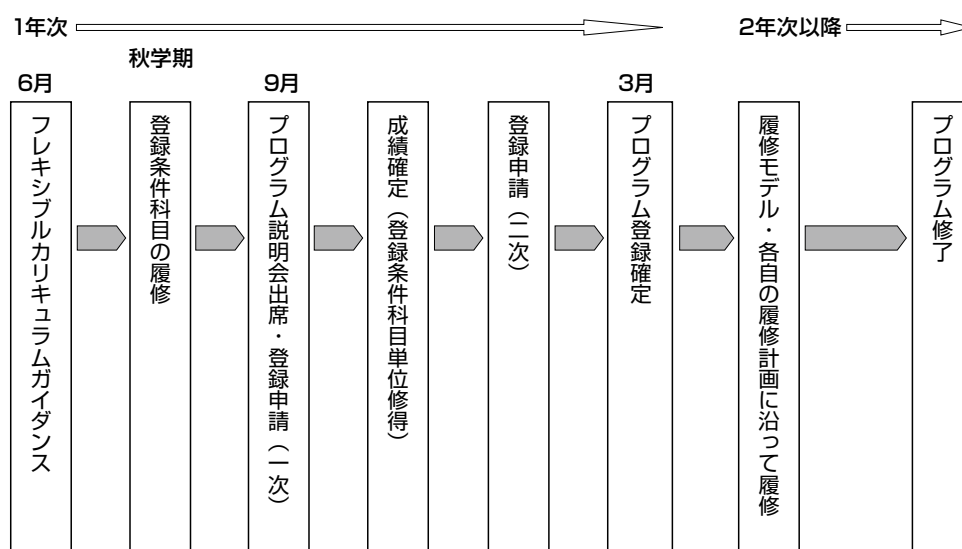 1年次
2年次以降
秋学期
6月
9月
3月
フレキシブルカリキュラムガイダンス
登録条件科目の履修
プログラム説明会出席・登録申請（一次）
成績確定（登録条件科目単位修得）
登録申請（二次）
プログラム登録確定
履修モデル・各自の履修計画に沿って履修
プログラム修了